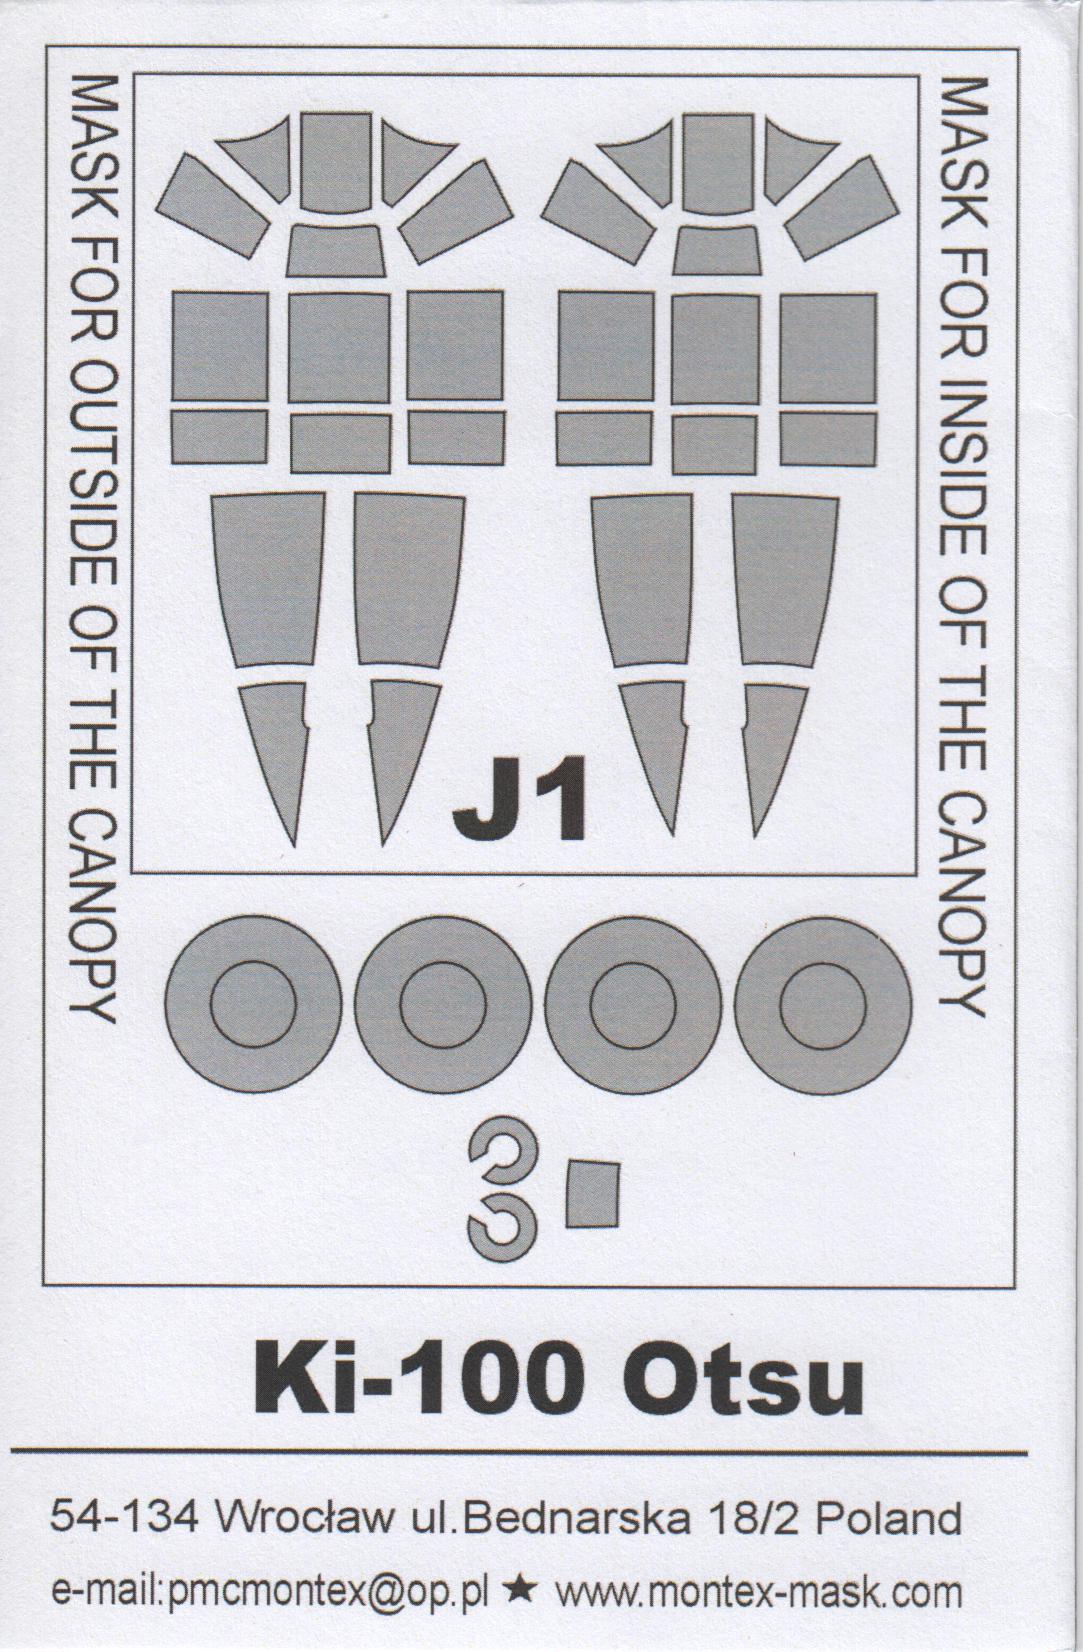 MASK FOR OUTSIDE OF THE CANOPY
MASK FOR INSIDE OF THE CANOPY
J1
Ki-100 Otsu
54-134 Wrocław ul.Bednarska 18/2 Poland
e-mail:pmcmontex@op.pl ★ www.montex-mask.com